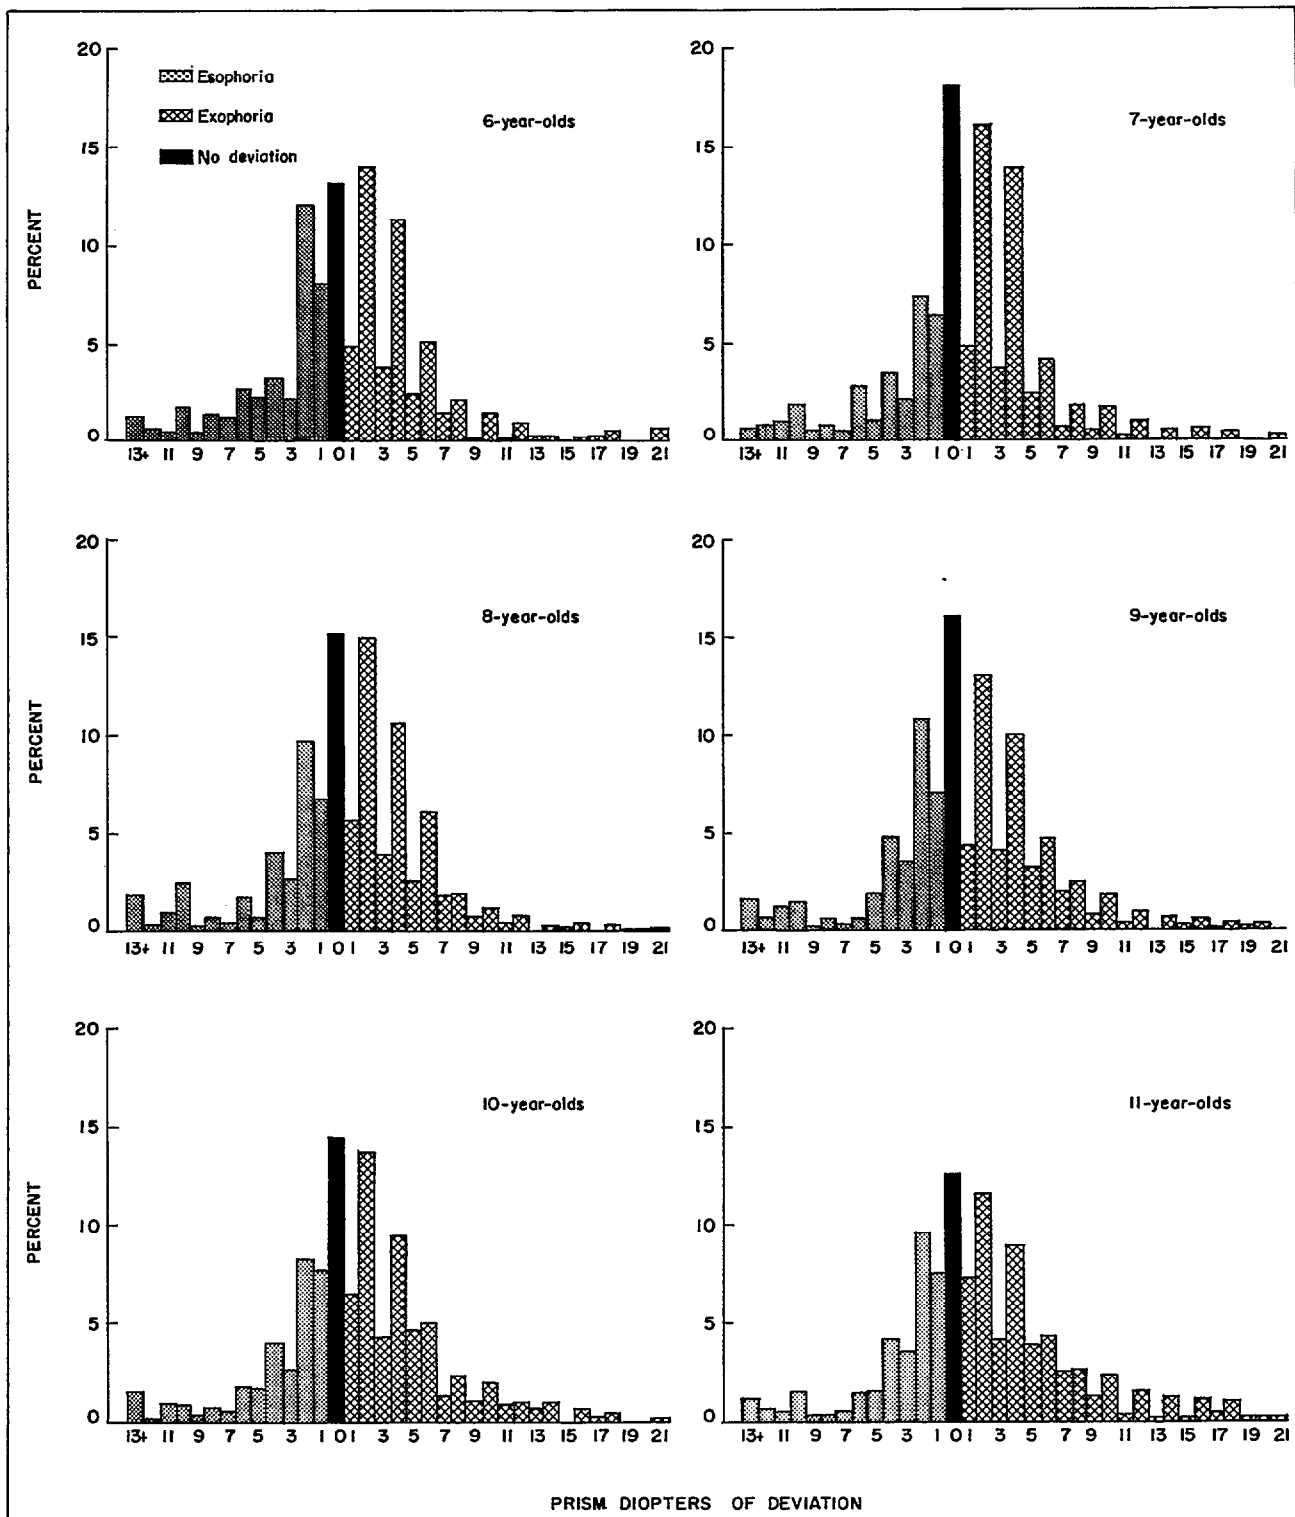 20
15
10
5
0
PERCENT
Esophoria
Exophoria
No deviation
6-year-olds
13+ 11 9 7 5 3 1 0 1 3 5 7 9 11 13 15 17 19 21
20
15
10
5
0
7-year-olds
13+ 11 9 7 5 3 1 0 1 3 5 7 9 11 13 15 17 19 21
20
15
10
5
0
PERCENT
8-year-olds
13+ 11 9 7 5 3 1 0 1 3 5 7 9 11 13 15 17 19 21
20
15
10
5
0
9-year-olds
13+ 11 9 7 5 3 1 0 1 3 5 7 9 11 13 15 17 19 21
20
15
10
5
0
PERCENT
10-year-olds
13+ 11 9 7 5 3 1 0 1 3 5 7 9 11 13 15 17 19 21
20
15
10
5
0
11-year-olds
13+ 11 9 7 5 3 1 0 1 3 5 7 9 11 13 15 17 19 21
PRISM DIOPTERS OF DEVIATION